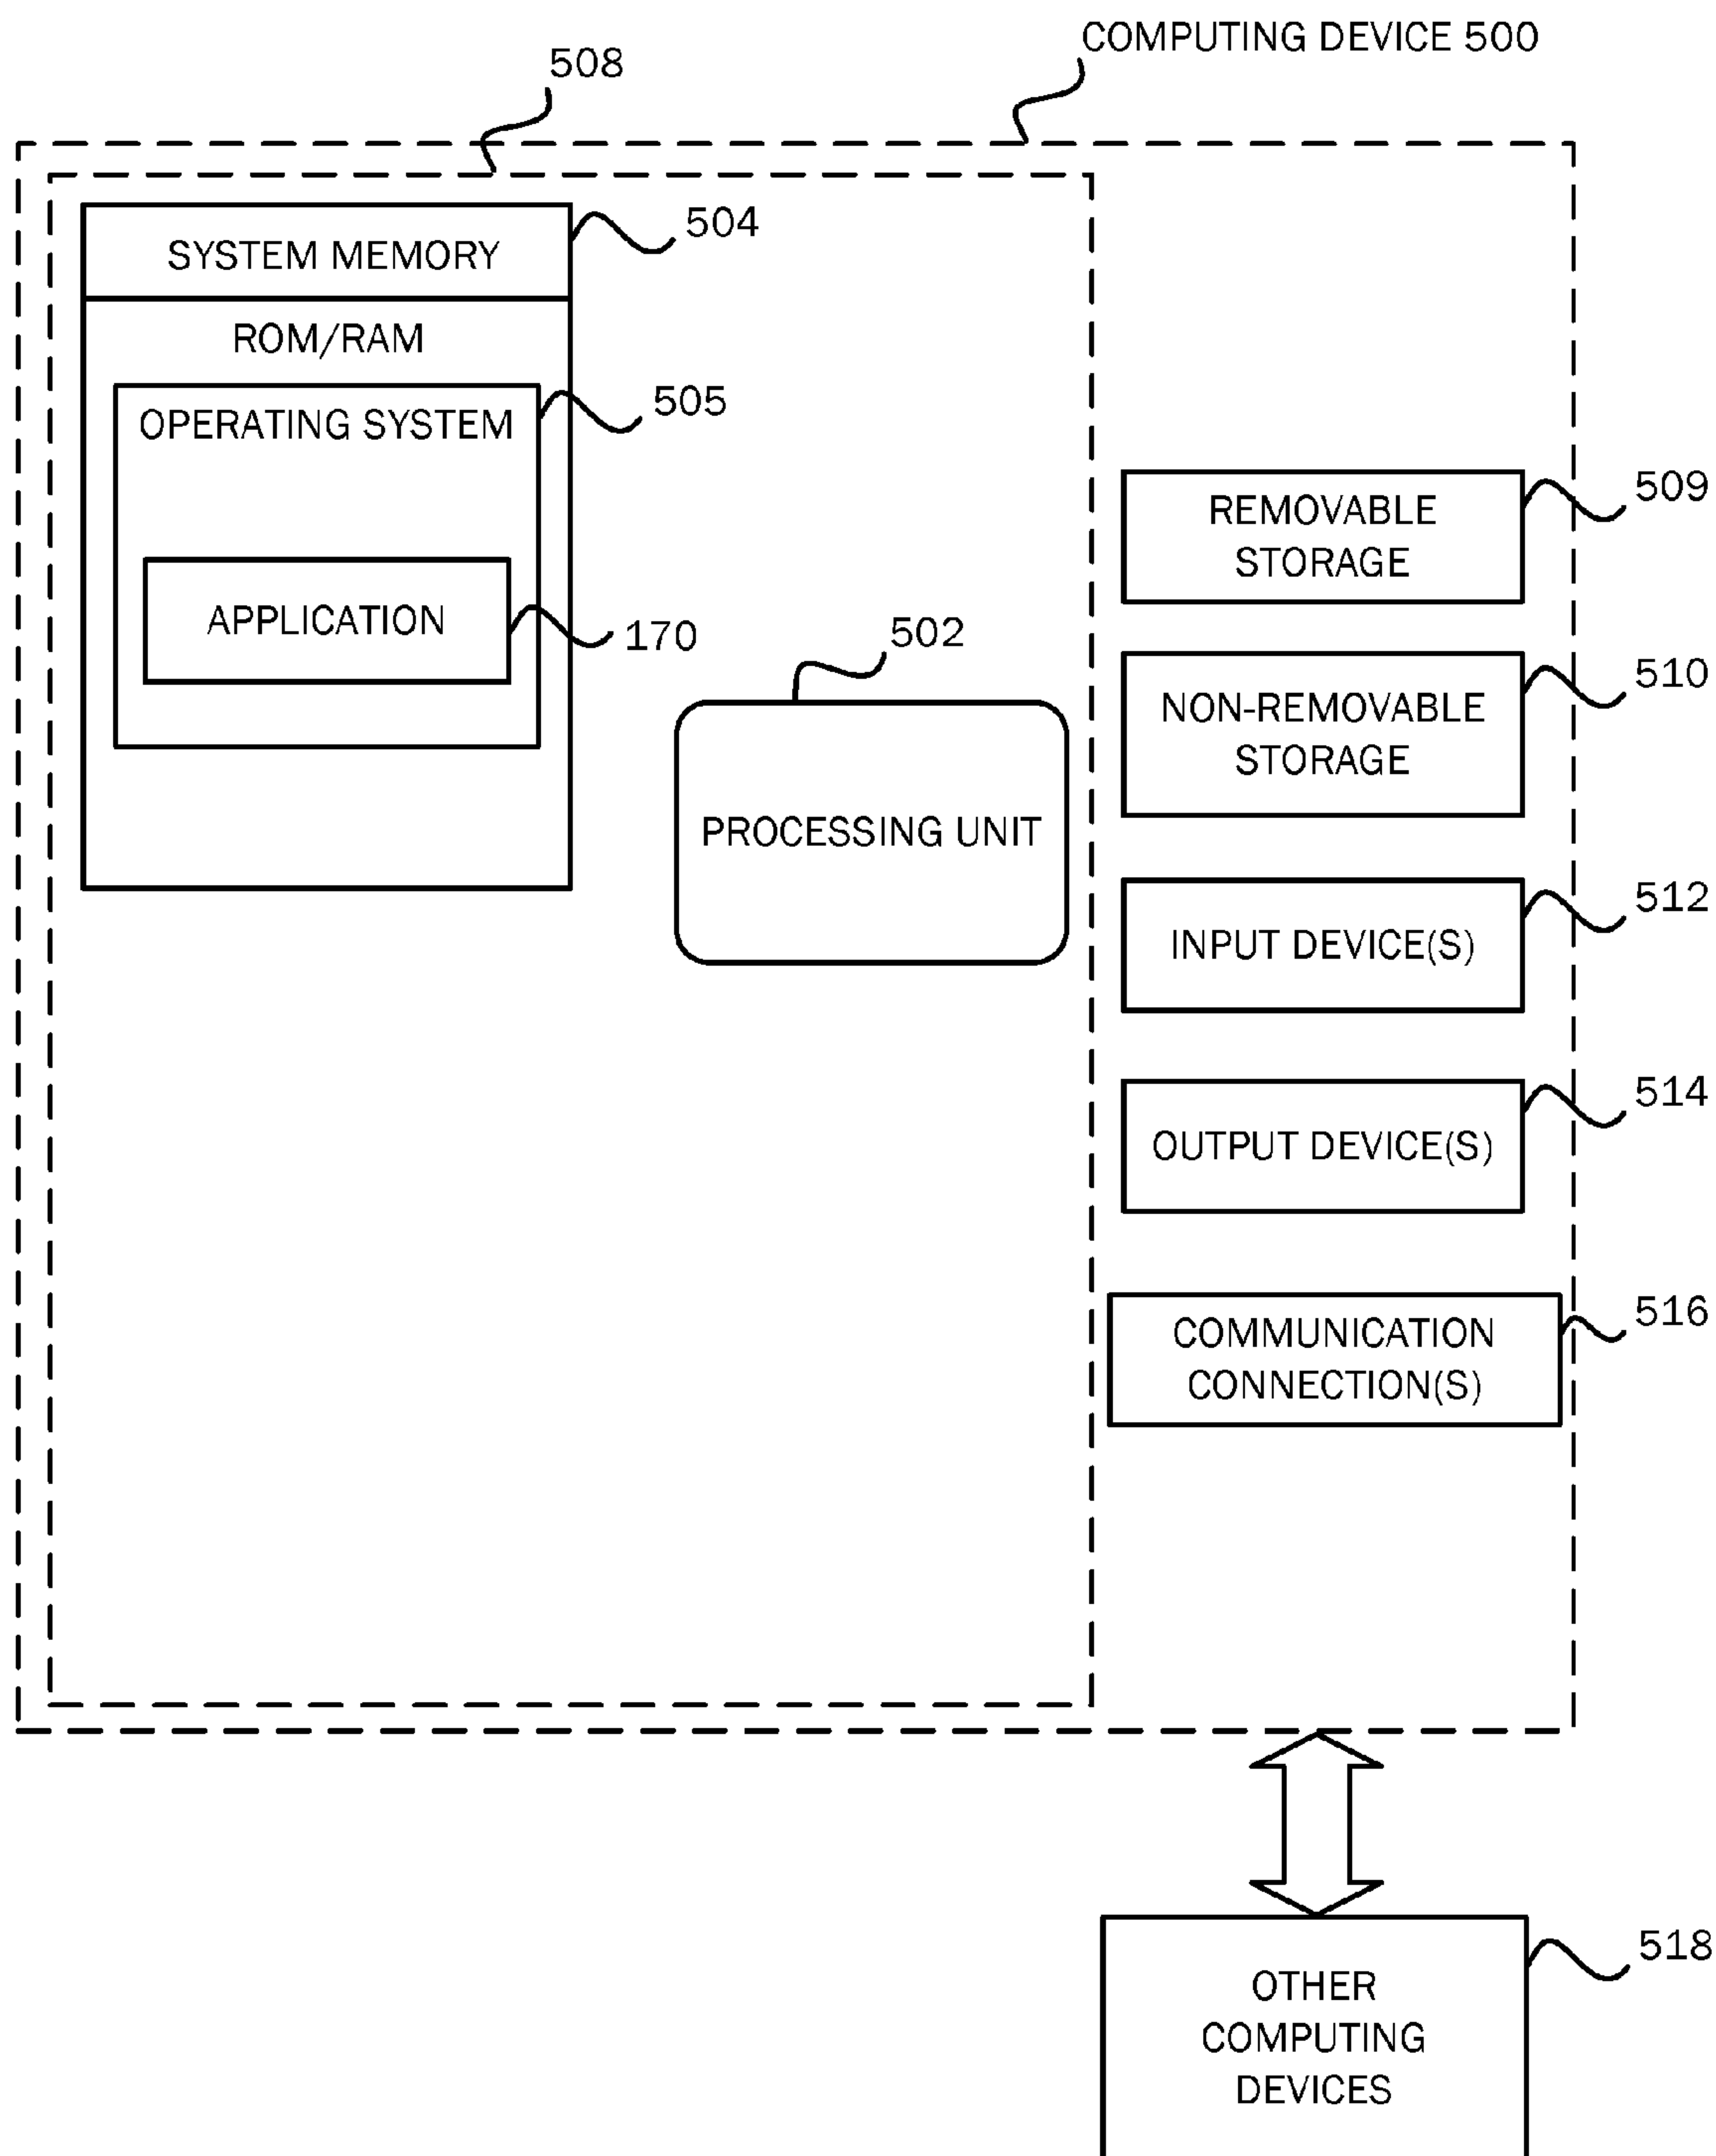 COMPUTING DEVICE 500
508
504
SYSTEM MEMORY
ROM/RAM
505
OPERATING SYSTEM
APPLICATION
170
502
PROCESSING UNIT
509
REMOVABLE
STORAGE
510
NON-REMOVABLE
STORAGE
512
INPUT DEVICE(S)
514
OUTPUT DEVICE(S)
516
COMMUNICATION
CONNECTION(S)
518
OTHER
COMPUTING
DEVICES